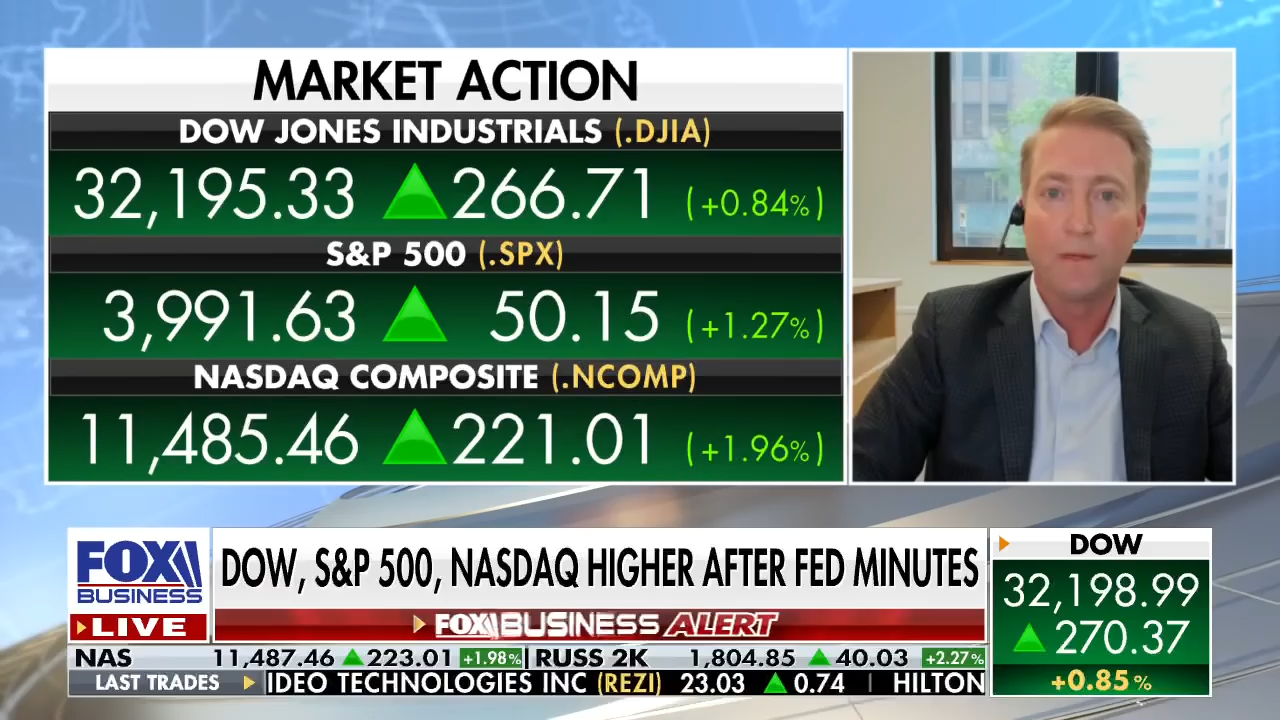 MARKET ACTION
DOW JONES INDUSTRIALS (.DJIA)
32,195.33 ▲ 266.71 (+0.84%)
S&P 500 (.SPX)
3,991.63 ▲ 50.15 (+1.27%)
NASDAQ COMPOSITE (.NCOMP)
11,485.46 ▲ 221.01 (+1.96%)
FOX BUSINESS
LIVE
DOW, S&P 500, NASDAQ HIGHER AFTER FED MINUTES
FOX BUSINESS ALERT
DOW
32,198.99
▲ 270.37
+0.85%
NAS 11,487.46 ▲ 223.01 +1.98% RUSS 2K 1,804.85 ▲ 40.03 +2.27%
LAST TRADES IDEO TECHNOLOGIES INC (REZI) 23.03 ▲ 0.74 | HILTON